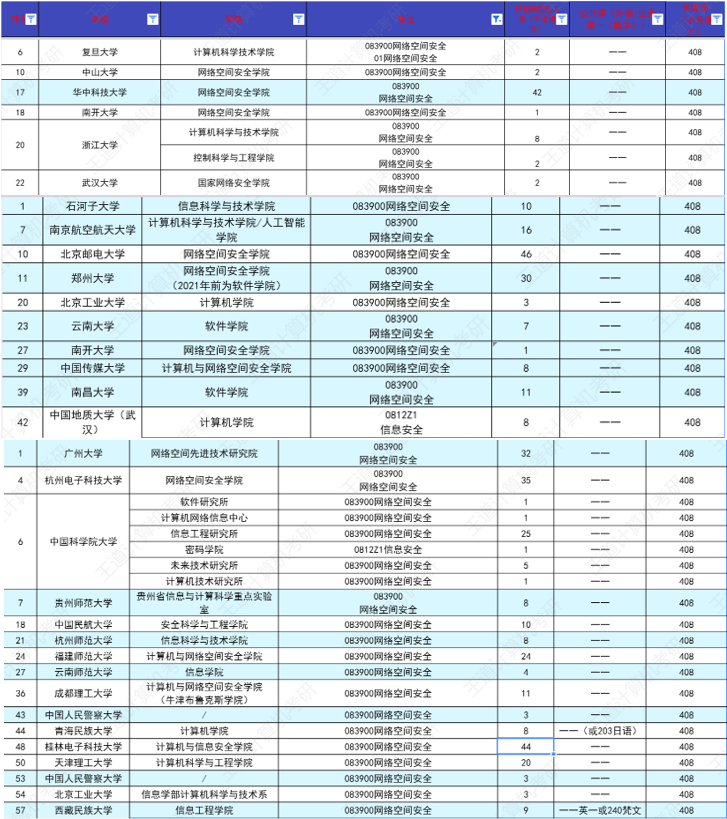 6 复旦大学 计算机科学技术学院 083900网络空间安全 2 —— 408
01网络空间安全
10 中山大学 网络空间安全学院 083900网络空间安全 2 —— 408
17 华中科技大学 网络空间安全学院 083900 42 —— 408
网络空间安全
18 南开大学 网络空间安全学院 083900网络空间安全 1 —— 408
20 浙江大学 计算机科学与技术学院 083900 8 —— 408
网络空间安全
控制科学与工程学院 083900 2 —— 408
网络空间安全
22 武汉大学 国家网络安全学院 083900 2 —— 408
网络空间安全
1 石河子大学 信息科学与技术学院 083900网络空间安全 10 —— 408
7 南京航空航天大学 计算机科学与技术学院/人工智能 083900 16 —— 408
学院 网络空间安全
10 北京邮电大学 网络空间安全学院 083900网络空间安全 46 —— 408
11 郑州大学 网络空间安全学院 083900 30 —— 408
（2021年前为软件学院） 网络空间安全
20 北京工业大学 计算机学院 083900网络空间安全 3 —— 408
23 云南大学 软件学院 083900 7 —— 408
网络空间安全
27 南开大学 网络空间安全学院 083900网络空间安全 1 —— 408
29 中国传媒大学 计算机与网络空间安全学院 083900网络空间安全 8 —— 408
39 南昌大学 软件学院 083900 11 —— 408
网络空间安全
42 中国地质大学（武 计算机学院 0812Z1 8 —— 408
汉） 信息安全
1 广州大学 网络空间先进技术研究院 083900 32 —— 408
网络空间安全
4 杭州电子科技大学 网络空间安全学院 083900 35 —— 408
网络空间安全
6 中国科学院大学 软件研究所 083900网络空间安全 1 —— 408
计算机网络信息中心 083900网络空间安全 1 —— 408
信息工程研究所 083900网络空间安全 25 —— 408
密码学院 0812Z1信息安全 1 —— 408
未来技术研究所 083900网络空间安全 5 —— 408
计算机技术研究所 083900网络空间安全 1 —— 408
7 贵州师范大学 贵州省信息与计算科学重点实验 083900 8 —— 408
室 网络空间安全
18 中国民航大学 安全科学与工程学院 083900网络空间安全 10 —— 408
21 杭州师范大学 信息科学与技术学院 083900网络空间安全 8 —— 408
24 福建师范大学 计算机与网络空间安全学院 083900网络空间安全 24 —— 408
27 云南师范大学 信息学院 083900网络空间安全 4 —— 408
36 成都理工大学 计算机与网络空间安全学院 083900网络空间安全 11 —— 408
（牛津布鲁克斯学院）
43 中国人民警察大学 / 083900网络空间安全 3 —— 408
44 青海民族大学 计算机学院 083900网络空间安全 8 ——（或203日语） 408
48 桂林电子科技大学 计算机与信息安全学院 083900网络空间安全 44 —— 408
50 天津理工大学 计算机科学与工程学院 083900网络空间安全 20 —— 408
53 中国人民警察大学 / 083900网络空间安全 3 —— 408
54 北京工业大学 信息学部计算机科学与技术系 083900网络空间安全 3 —— 408
57 西藏民族大学 信息工程学院 083900网络空间安全 9 ——英一或240梵文 408